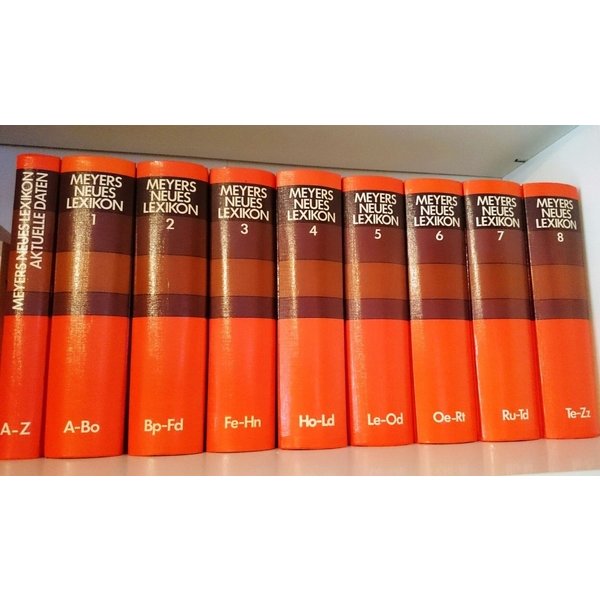 MEYERS NEUES LEXIKON
AKTUELLE DATEN
A-Z
MEYERS
NEUES
LEXIKON
1
A-Bo
MEYERS
NEUES
LEXIKON
2
Bp-Fd
MEYERS
NEUES
LEXIKON
3
Fe-Hn
MEYERS
NEUES
LEXIKON
4
Ho-Ld
MEYERS
NEUES
LEXIKON
5
Le-Od
MEYERS
NEUES
LEXIKON
6
Oe-Rt
MEYERS
NEUES
LEXIKON
7
Ru-Td
MEYERS
NEUES
LEXIKON
8
Te-Zz